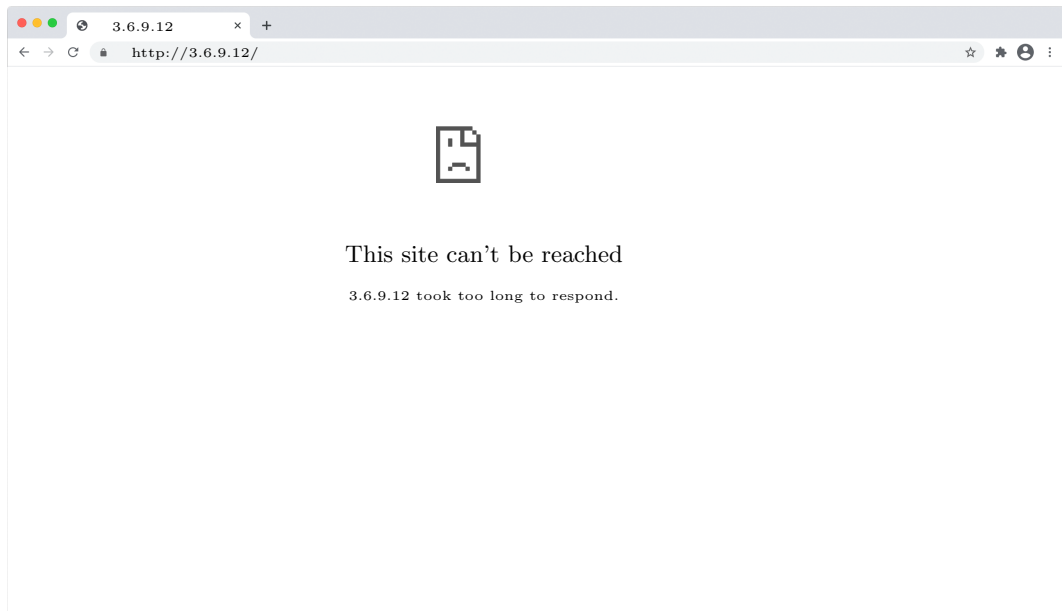 3.6.9.12
http://3.6.9.12/
This site can't be reached
3.6.9.12 took too long to respond.